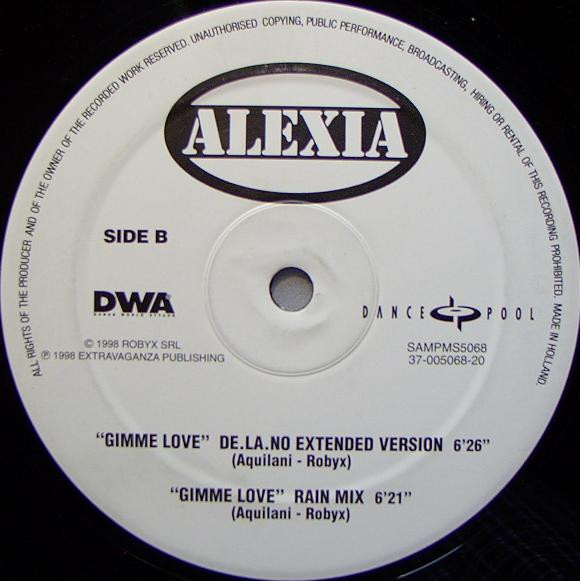 ALL RIGHTS OF THE PRODUCER AND OF THE OWNER OF THE RECORDED WORK RESERVED. UNAUTHORISED COPYING, PUBLIC PERFORMANCE, BROADCASTING, HIRING OR RENTAL OF THIS RECORDING PROHIBITED. MADE IN HOLLAND.
ALEXIA
SIDE B
DWA
DANCE WORLD ATTACK
DANCE POOL
© 1998 ROBYX SRL
℗ 1998 EXTRAVAGANZA PUBLISHING
SAMPMS5068
37-005068-20
“GIMME LOVE” DE.LA.NO EXTENDED VERSION 6’26”
(Aquilani - Robyx)
“GIMME LOVE” RAIN MIX 6’21”
(Aquilani - Robyx)